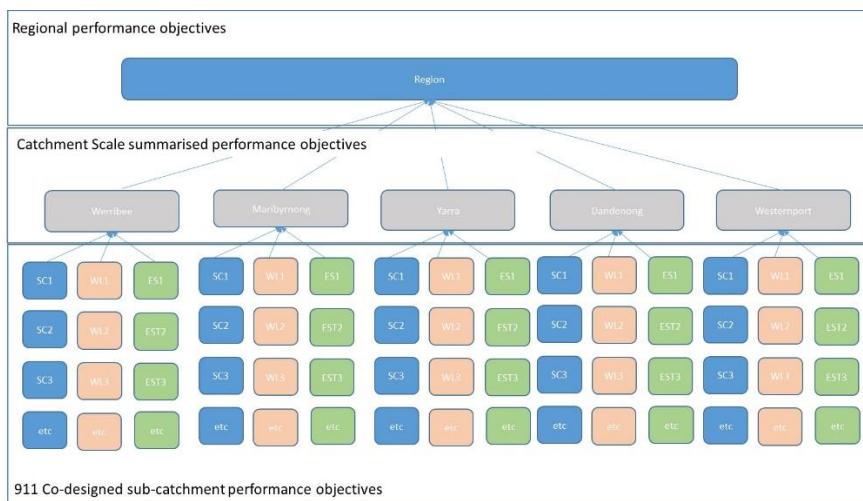 Regional performance objectives
Region
Catchment Scale summarised performance objectives
Werribee Maribyrnong Yarra Dandenong Westernport
SC1 WL1 ES1 SC1 WL1 ES1 SC1 WL1 ES1 SC1 WL1 ES1 SC1 WL1 ES1
SC2 WL2 EST2 SC2 WL2 EST2 SC2 WL2 EST2 SC2 WL2 EST2 SC2 WL2 EST2
SC3 WL3 EST3 SC3 WL3 EST3 SC3 WL3 EST3 SC3 WL3 EST3 SC3 WL3 EST3
etc etc etc etc etc etc etc etc etc etc etc etc etc etc etc
911 Co-designed sub-catchment performance objectives